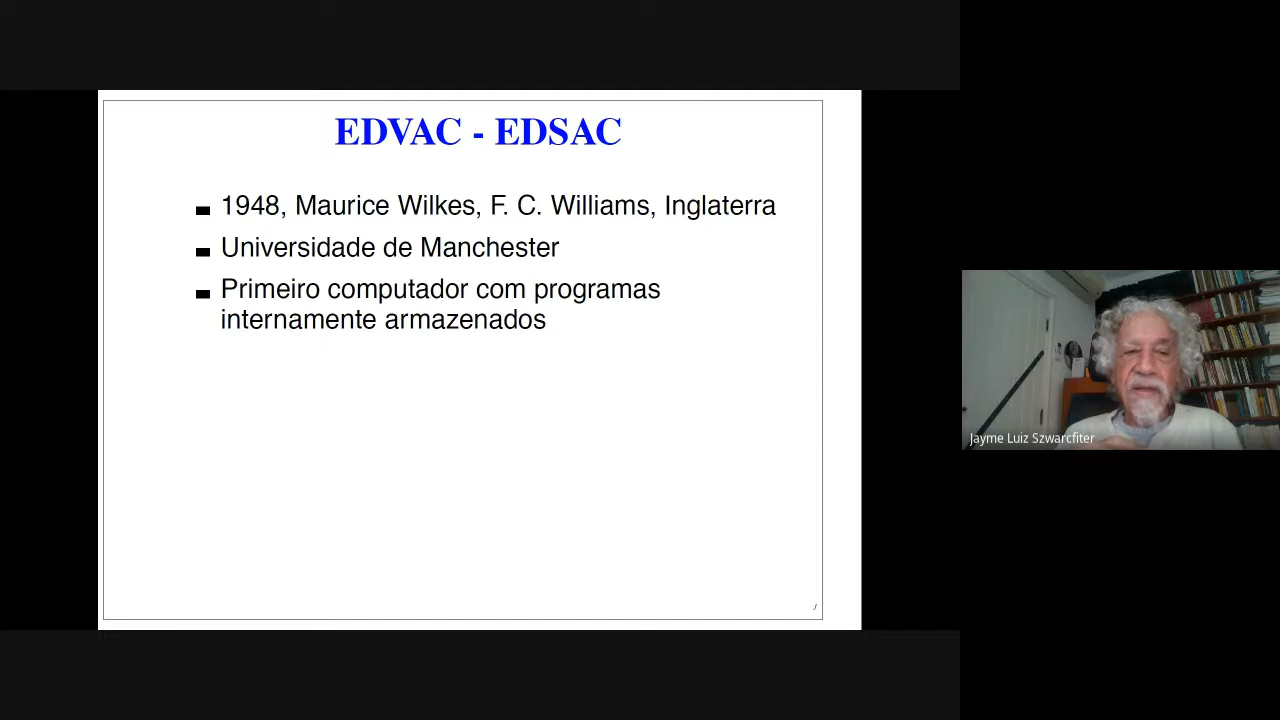 EDVAC - EDSAC
1948, Maurice Wilkes, F. C. Williams, Inglaterra
Universidade de Manchester
Primeiro computador com programas
internamente armazenados
Jayme Luiz Szwarcfiter